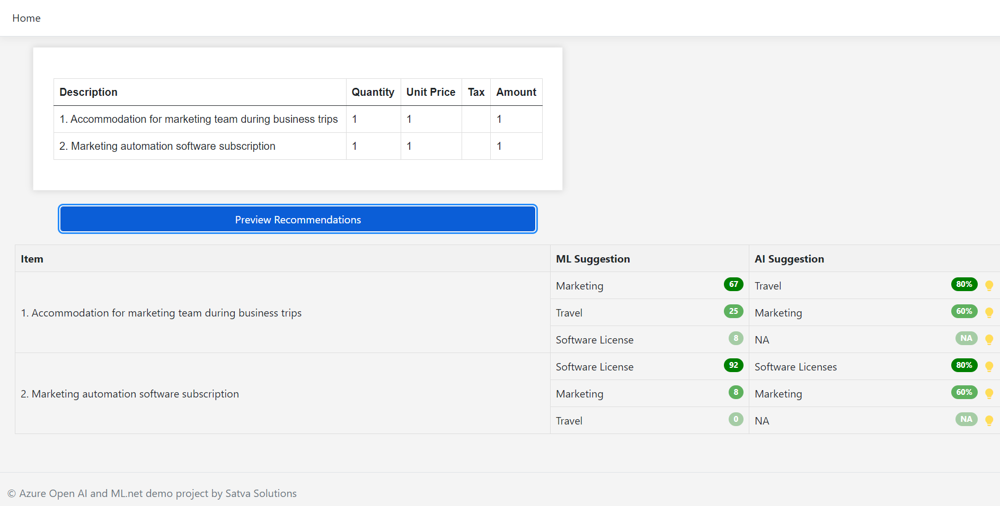 Home
Description Quantity Unit Price Tax Amount
1. Accommodation for marketing team during business trips 1 1 1
2. Marketing automation software subscription 1 1 1
Preview Recommendations
Item ML Suggestion AI Suggestion
1. Accommodation for marketing team during business trips
Marketing 67 Travel 80%
Travel 25 Marketing 60%
Software License 8 NA NA
2. Marketing automation software subscription
Software License 92 Software Licenses 80%
Marketing 8 Marketing 60%
Travel 0 NA NA
© Azure Open AI and ML.net demo project by Satva Solutions